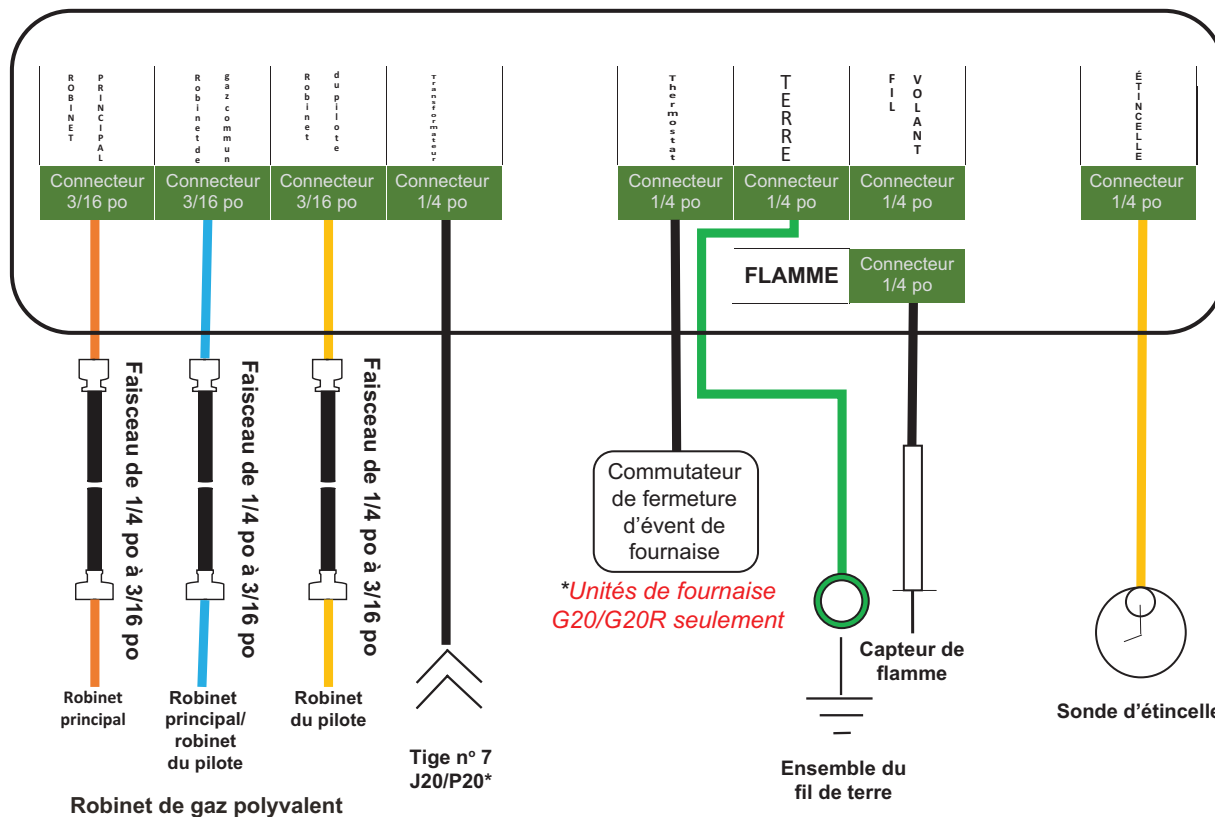 ROBINET
PRINCIPAL
Robinet de
gaz commun
Robinet
du pilote
Transformateur
Thermostat
TERRE
FIL
VOLANT
ÉTINCELLE
Connecteur
3/16 po
Connecteur
3/16 po
Connecteur
3/16 po
Connecteur
1/4 po
Connecteur
1/4 po
Connecteur
1/4 po
Connecteur
1/4 po
Connecteur
1/4 po
FLAMME
Connecteur
1/4 po
Faisceau de 1/4 po à 3/16 po
Faisceau de 1/4 po à 3/16 po
Faisceau de 1/4 po à 3/16 po
Commutateur
de fermeture
d’évent de
fournaise
*Unités de fournaise
G20/G20R seulement
Capteur de
flamme
Sonde d’étincelle
Robinet
principal
Robinet
principal/
robinet
du pilote
Robinet
du pilote
Tige nº 7
J20/P20*
Ensemble du
fil de terre
Robinet de gaz polyvalent